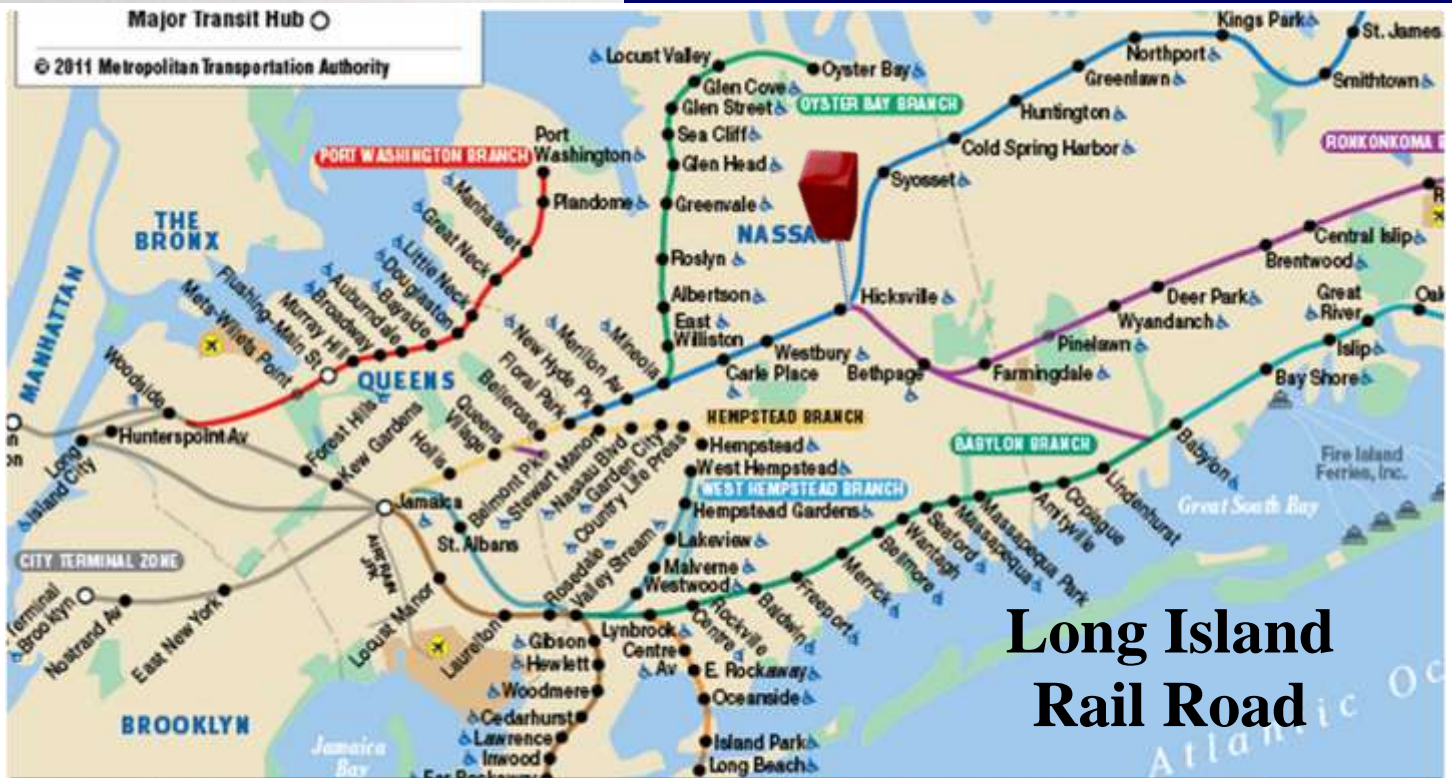 Major Transit Hub
© 2011 Metropolitan Transportation Authority
Kings Park
St. James
Locust Valley
Oyster Bay
Northport
Smithtown
Glen Cove
Greenlawn
Glen Street
OYSTER BAY BRANCH
Huntington
Sea Cliff
Port
Washington
PORT WASHINGTON BRANCH
Cold Spring Harbor
RONKONKOMA
Glen Head
Syosset
Plandome
Greenvale
Manhasset
Great Neck
Little Neck
Douglaston
Bayside
Auburndale
Broadway
Murray Hill
Flushing-Main St
Mets-Willets Point
THE
BRONX
NASSA
Central Islip
Brentwood
Roslyn
Albertson
Hicksville
Deer Park
Great
River
Wyandanch
East
Williston
MANHATTAN
Woodside
QUEENS
Mineola
Merillon Av
New Hyde Pk
Floral Park
Bellerose
Queens
Village
Hollis
Westbury
Carle Place
Bethpage
Pinelawn
Farmingdale
Islip
Bay Shore
Hunterspoint Av
Long
Island City
Forest Hills
Kew Gardens
Jamaica
HEMPSTEAD BRANCH
Hempstead
West Hempstead
WEST HEMPSTEAD BRANCH
Hempstead Gardens
BABYLON BRANCH
Babylon
Fire Island
Ferries, Inc.
Great South Bay
Belmont Pk
Stewart Manor
Nassau Blvd
Garden City
Country Life Press
St. Albans
Lakeview
Malverne
Westwood
CITY TERMINAL ZONE
AIRTRAIN
JFK
Terminal
Brooklyn
Nostrand Av
East New York
Locust Manor
Laurelton
Rosedale
Valley Stream
Lynbrook
Rockville
Centre
Baldwin
Freeport
Merrick
Bellmore
Wantagh
Seaford
Massapequa
Massapequa Park
Amityville
Copiague
Lindenhurst
Gibson
Hewlett
Woodmere
Cedarhurst
Lawrence
Inwood
Far Rockaway
Centre
Av
E. Rockaway
Oceanside
Island Park
Long Beach
BROOKLYN
Jamaica
Bay
Long Island
Rail Road
Atlantic Oc